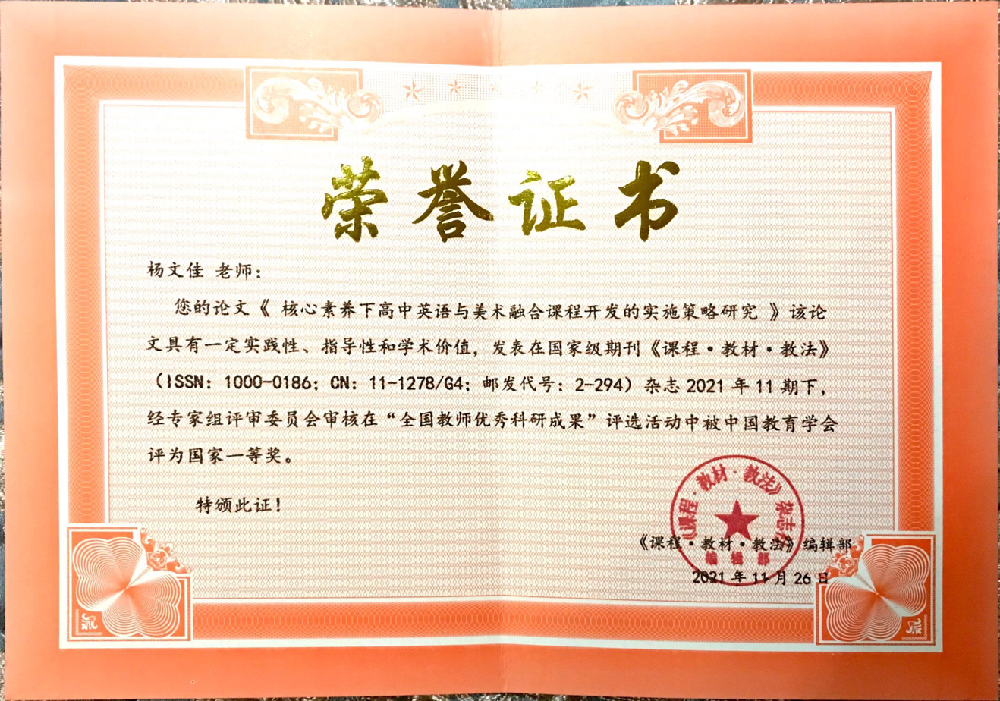 荣誉证书
杨文佳 老师：
您的论文《 核心素养下高中英语与美术融合课程开发的实施策略研究 》该论
文具有一定实践性、指导性和学术价值，发表在国家级期刊《课程·教材·教法》
（ISSN：1000-0186；CN：11-1278/G4；邮发代号：2-294）杂志 2021 年 11 期下，
经专家组评审委员会审核在“全国教师优秀科研成果”评选活动中被中国教育学会
评为国家一等奖。
特颁此证！
《课程·教材·教法》杂志
编辑部
《课程·教材·教法》编辑部
2021 年 11 月 26 日